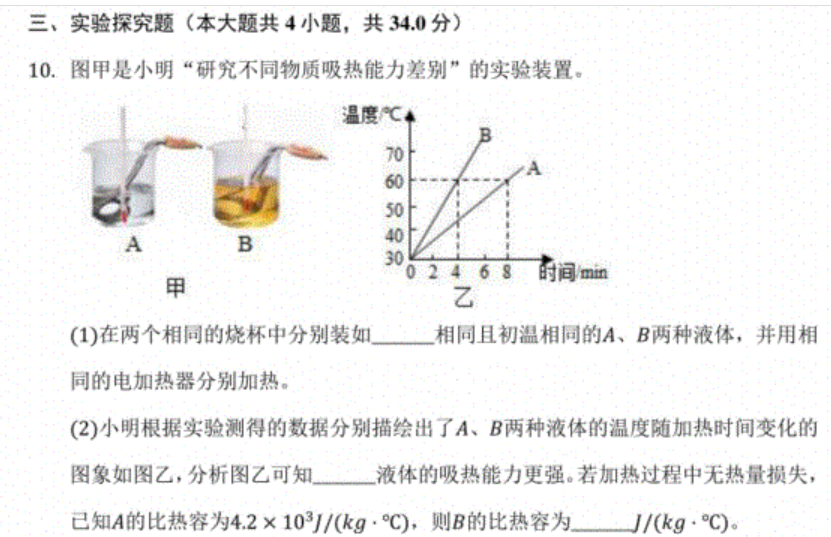 三、实验探究题（本大题共 4 小题，共 34.0 分）
10. 图甲是小明“研究不同物质吸热能力差别”的实验装置。
A
B
甲
温度/℃
B
A
70
60
50
40
30
0 2 4 6 8 时间/min
乙
(1)在两个相同的烧杯中分别装如______相同且初温相同的A、B两种液体，并用相
同的电加热器分别加热。
(2)小明根据实验测得的数据分别描绘出了A、B两种液体的温度随加热时间变化的
图象如图乙，分析图乙可知______液体的吸热能力更强。若加热过程中无热量损失，
已知A的比热容为4.2 × 10³J/(kg · ℃)，则B的比热容为______J/(kg · ℃)。